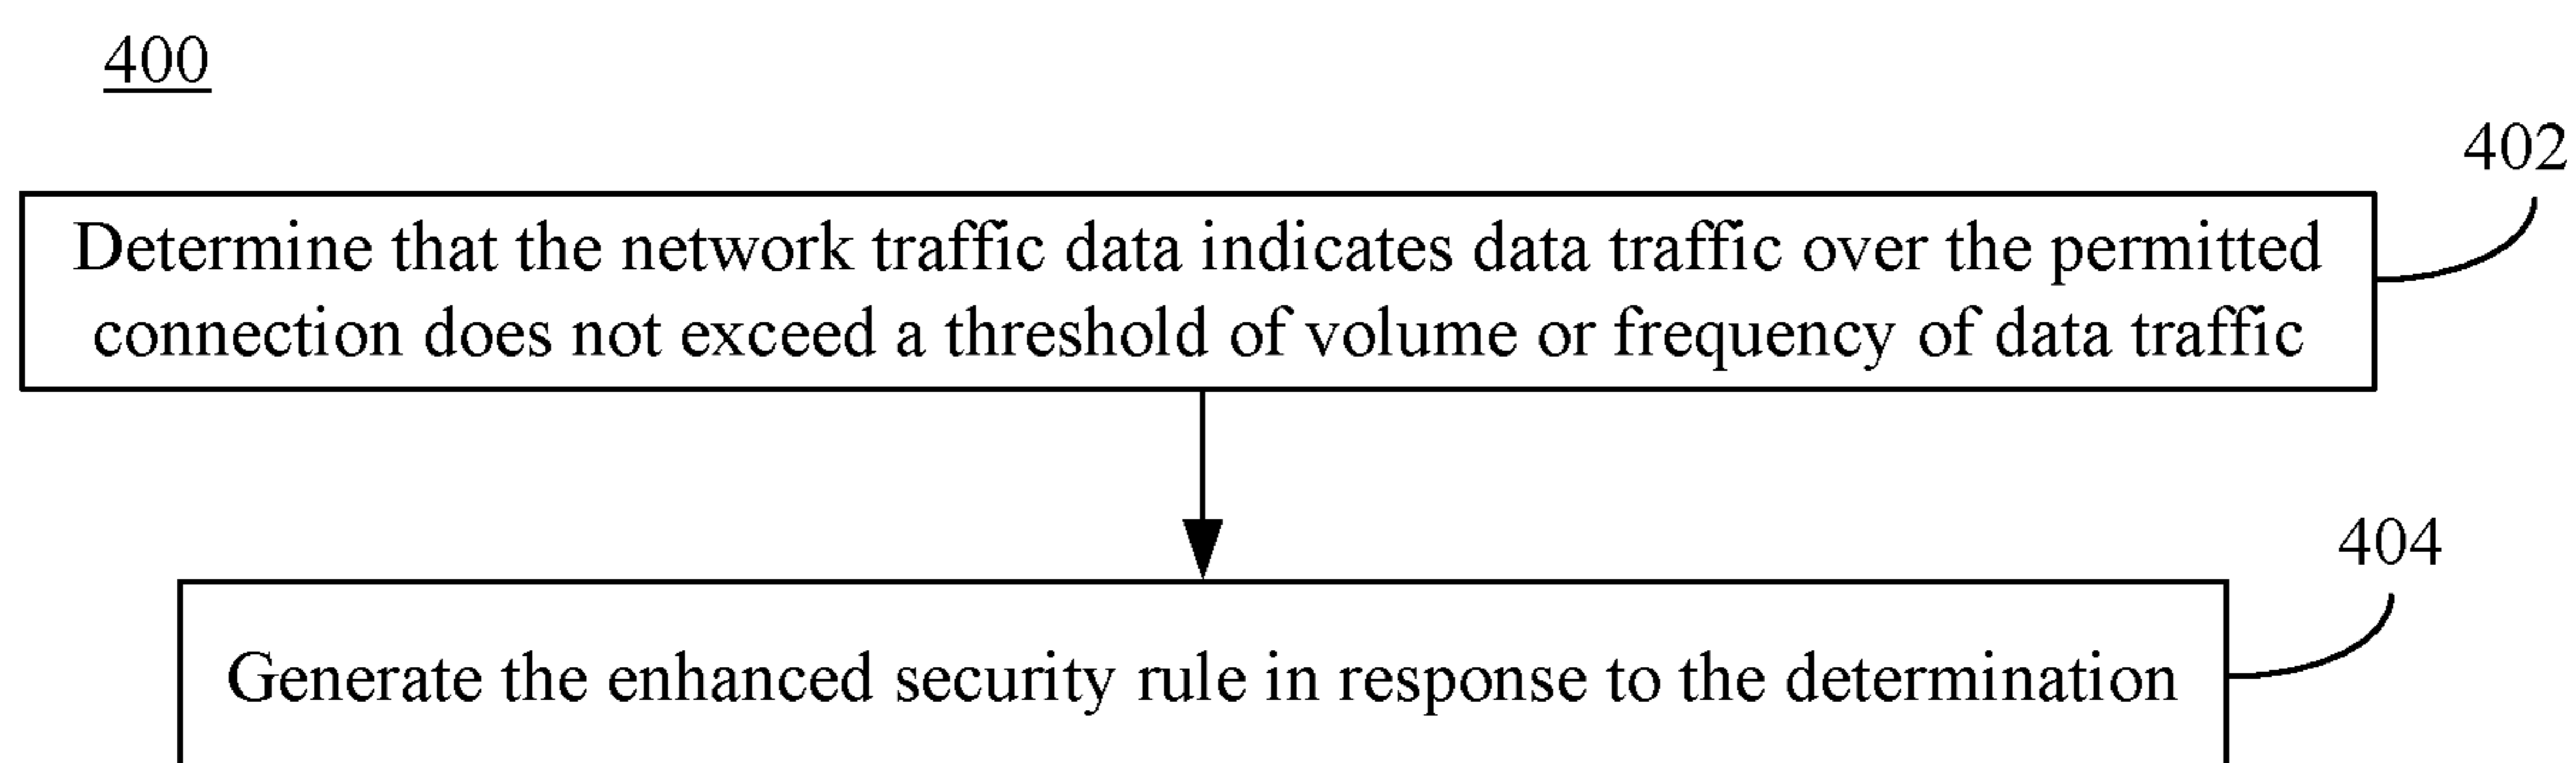 400
402
Determine that the network traffic data indicates data traffic over the permitted
connection does not exceed a threshold of volume or frequency of data traffic
404
Generate the enhanced security rule in response to the determination